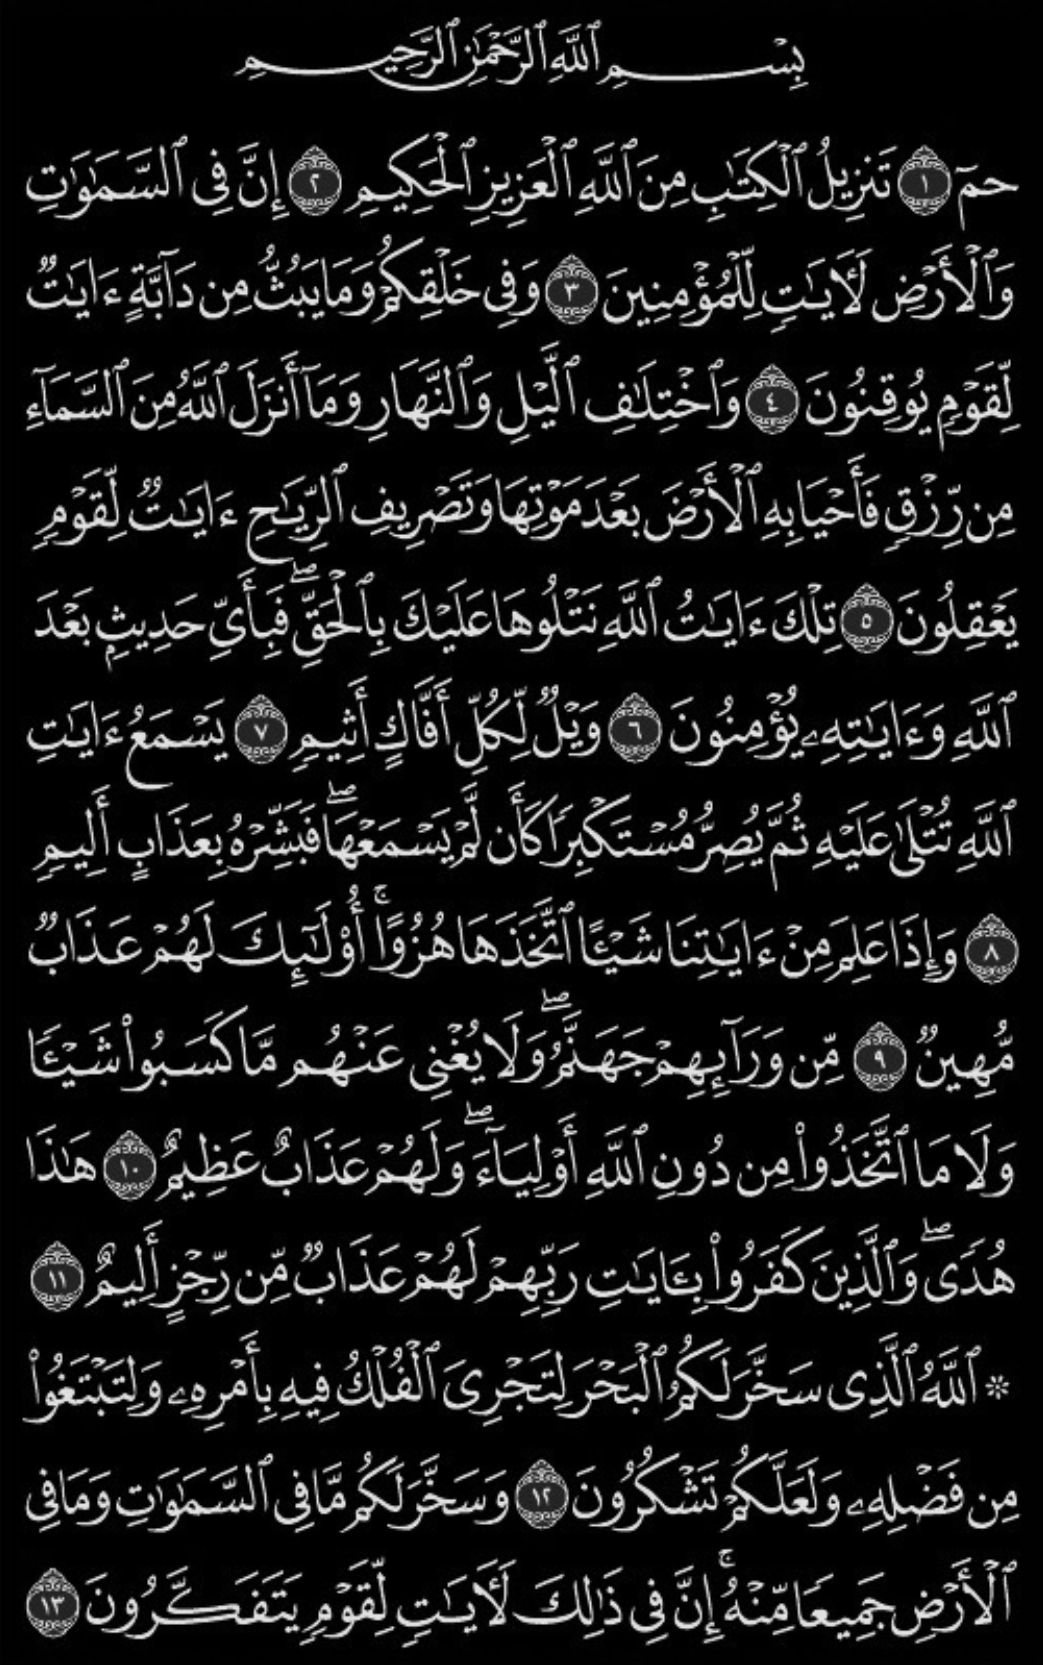 بِسْمِ ٱللَّهِ ٱلرَّحْمَٰنِ ٱلرَّحِيمِ
حمٓ ١ تَنزِيلُ ٱلْكِتَٰبِ مِنَ ٱللَّهِ ٱلْعَزِيزِ ٱلْحَكِيمِ ٢ إِنَّ فِى ٱلسَّمَٰوَٰتِ
وَٱلْأَرْضِ لَءَايَٰتٍ لِّلْمُؤْمِنِينَ ٣ وَفِى خَلْقِكُمْ وَمَا يَبُثُّ مِن دَآبَّةٍ ءَايَٰتٌ
لِّقَوْمٍ يُوقِنُونَ ٤ وَٱخْتِلَٰفِ ٱلَّيْلِ وَٱلنَّهَارِ وَمَآ أَنزَلَ ٱللَّهُ مِنَ ٱلسَّمَآءِ
مِن رِّزْقٍ فَأَحْيَا بِهِ ٱلْأَرْضَ بَعْدَ مَوْتِهَا وَتَصْرِيفِ ٱلرِّيَٰحِ ءَايَٰتٌ لِّقَوْمٍ
يَعْقِلُونَ ٥ تِلْكَ ءَايَٰتُ ٱللَّهِ نَتْلُوهَا عَلَيْكَ بِٱلْحَقِّ ۖ فَبِأَىِّ حَدِيثٍۭ بَعْدَ
ٱللَّهِ وَءَايَٰتِهِۦ يُؤْمِنُونَ ٦ وَيْلٌ لِّكُلِّ أَفَّاكٍ أَثِيمٍ ٧ يَسْمَعُ ءَايَٰتِ
ٱللَّهِ تُتْلَىٰ عَلَيْهِ ثُمَّ يُصِرُّ مُسْتَكْبِرًا كَأَن لَّمْ يَسْمَعْهَا ۖ فَبَشِّرْهُ بِعَذَابٍ أَلِيمٍ
٨ وَإِذَا عَلِمَ مِنْ ءَايَٰتِنَا شَيْـًٔا ٱتَّخَذَهَا هُزُوًا ۚ أُو۟لَٰٓئِكَ لَهُمْ عَذَابٌ
مُّهِينٌ ٩ مِّن وَرَآئِهِمْ جَهَنَّمُ ۖ وَلَا يُغْنِى عَنْهُم مَّا كَسَبُوا۟ شَيْـًٔا
وَلَا مَا ٱتَّخَذُوا۟ مِن دُونِ ٱللَّهِ أَوْلِيَآءَ ۖ وَلَهُمْ عَذَابٌ عَظِيمٌ ١٠ هَٰذَا
هُدًى ۖ وَٱلَّذِينَ كَفَرُوا۟ بِـَٔايَٰتِ رَبِّهِمْ لَهُمْ عَذَابٌ مِّن رِّجْزٍ أَلِيمٌ ١١
۞ ٱللَّهُ ٱلَّذِى سَخَّرَ لَكُمُ ٱلْبَحْرَ لِتَجْرِىَ ٱلْفُلْكُ فِيهِ بِأَمْرِهِۦ وَلِتَبْتَغُوا۟
مِن فَضْلِهِۦ وَلَعَلَّكُمْ تَشْكُرُونَ ١٢ وَسَخَّرَ لَكُم مَّا فِى ٱلسَّمَٰوَٰتِ وَمَا فِى
ٱلْأَرْضِ جَمِيعًا مِّنْهُ ۚ إِنَّ فِى ذَٰلِكَ لَءَايَٰتٍ لِّقَوْمٍ يَتَفَكَّرُونَ ١٣